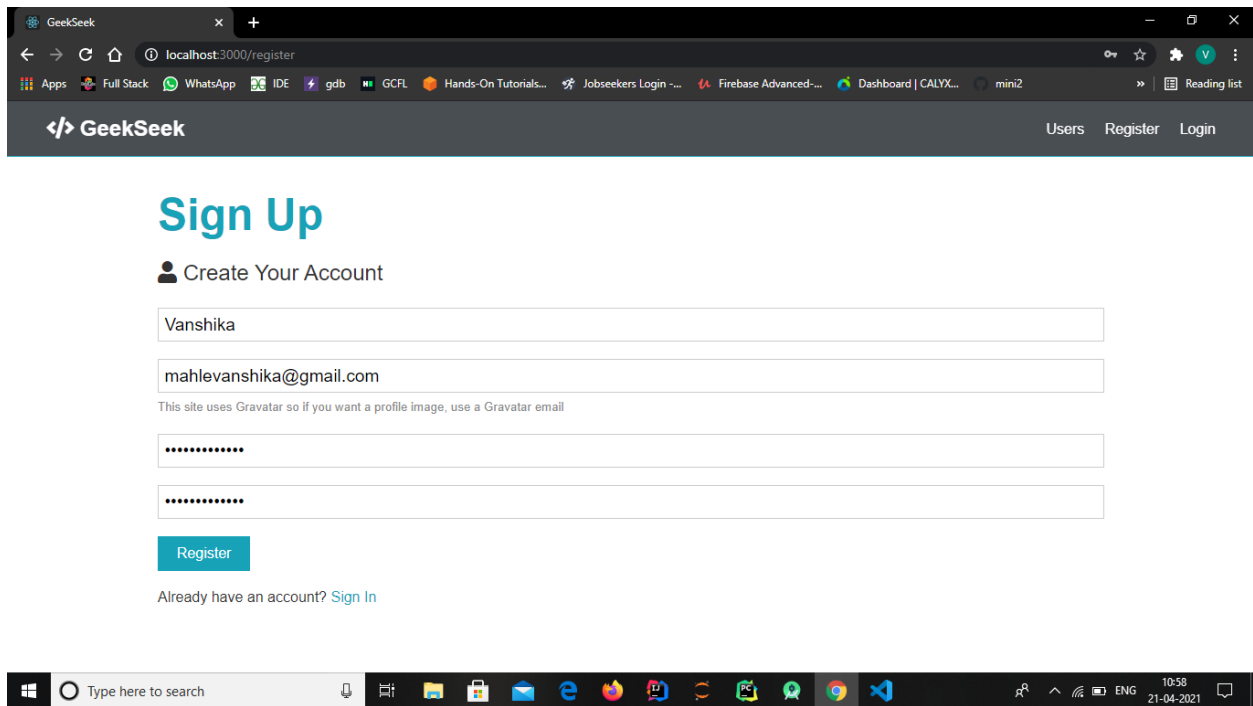 GeekSeek
localhost:3000/register
Apps Full Stack WhatsApp IDE gdb GCFL Hands-On Tutorials... Jobseekers Login -... Firebase Advanced-... Dashboard | CALYX... mini2 » Reading list
</> GeekSeek Users Register Login
Sign Up
Create Your Account
Vanshika
mahlevanshika@gmail.com
This site uses Gravatar so if you want a profile image, use a Gravatar email
•••••••••••••
•••••••••••••
Register
Already have an account? Sign In
Type here to search ENG 10:58
21-04-2021